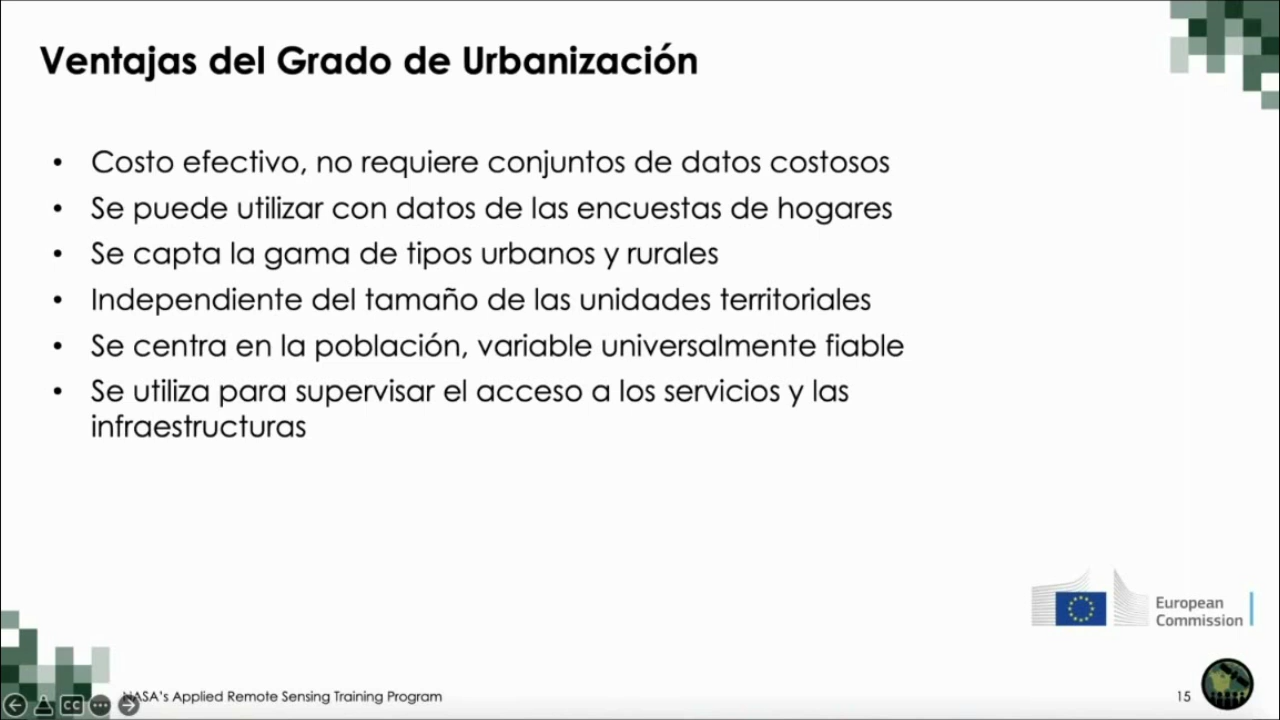 Ventajas del Grado de Urbanización
• Costo efectivo, no requiere conjuntos de datos costosos
• Se puede utilizar con datos de las encuestas de hogares
• Se capta la gama de tipos urbanos y rurales
• Independiente del tamaño de las unidades territoriales
• Se centra en la población, variable universalmente fiable
• Se utiliza para supervisar el acceso a los servicios y las
infraestructuras
European
Commission
CC
NASA's Applied Remote Sensing Training Program
15